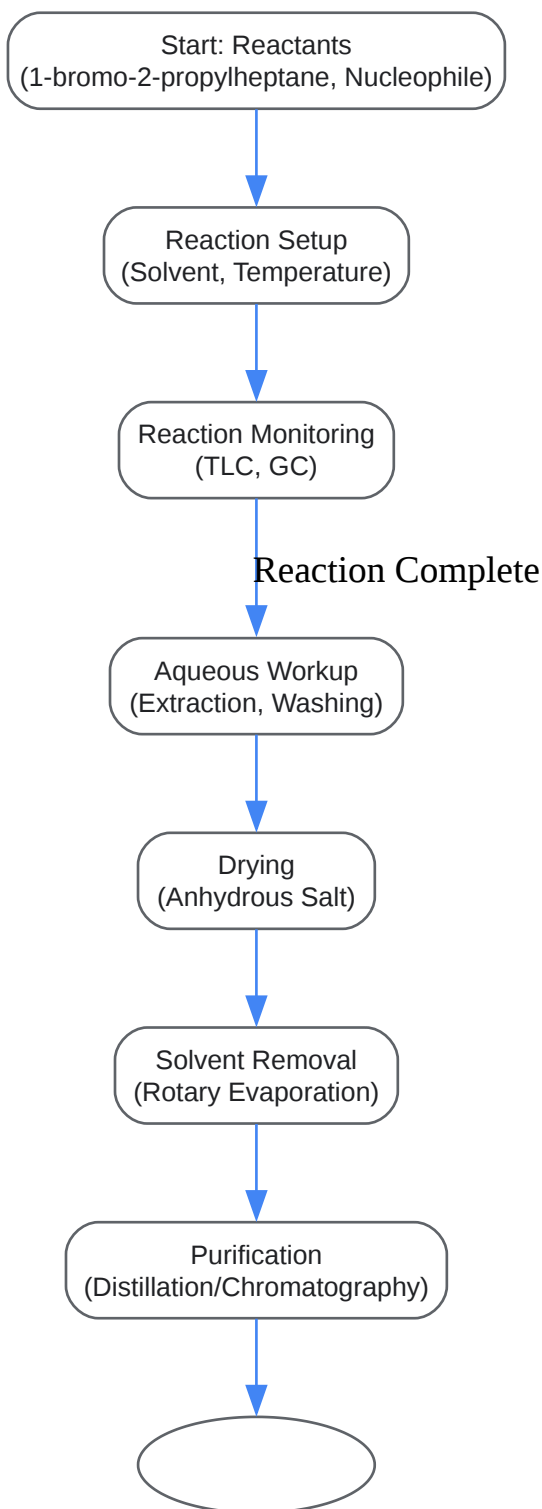 Start: Reactants
(1-bromo-2-propylheptane, Nucleophile)
Reaction Setup
(Solvent, Temperature)
Reaction Monitoring
(TLC, GC)
Reaction Complete
Aqueous Workup
(Extraction, Washing)
Drying
(Anhydrous Salt)
Solvent Removal
(Rotary Evaporation)
Purification
(Distillation/Chromatography)